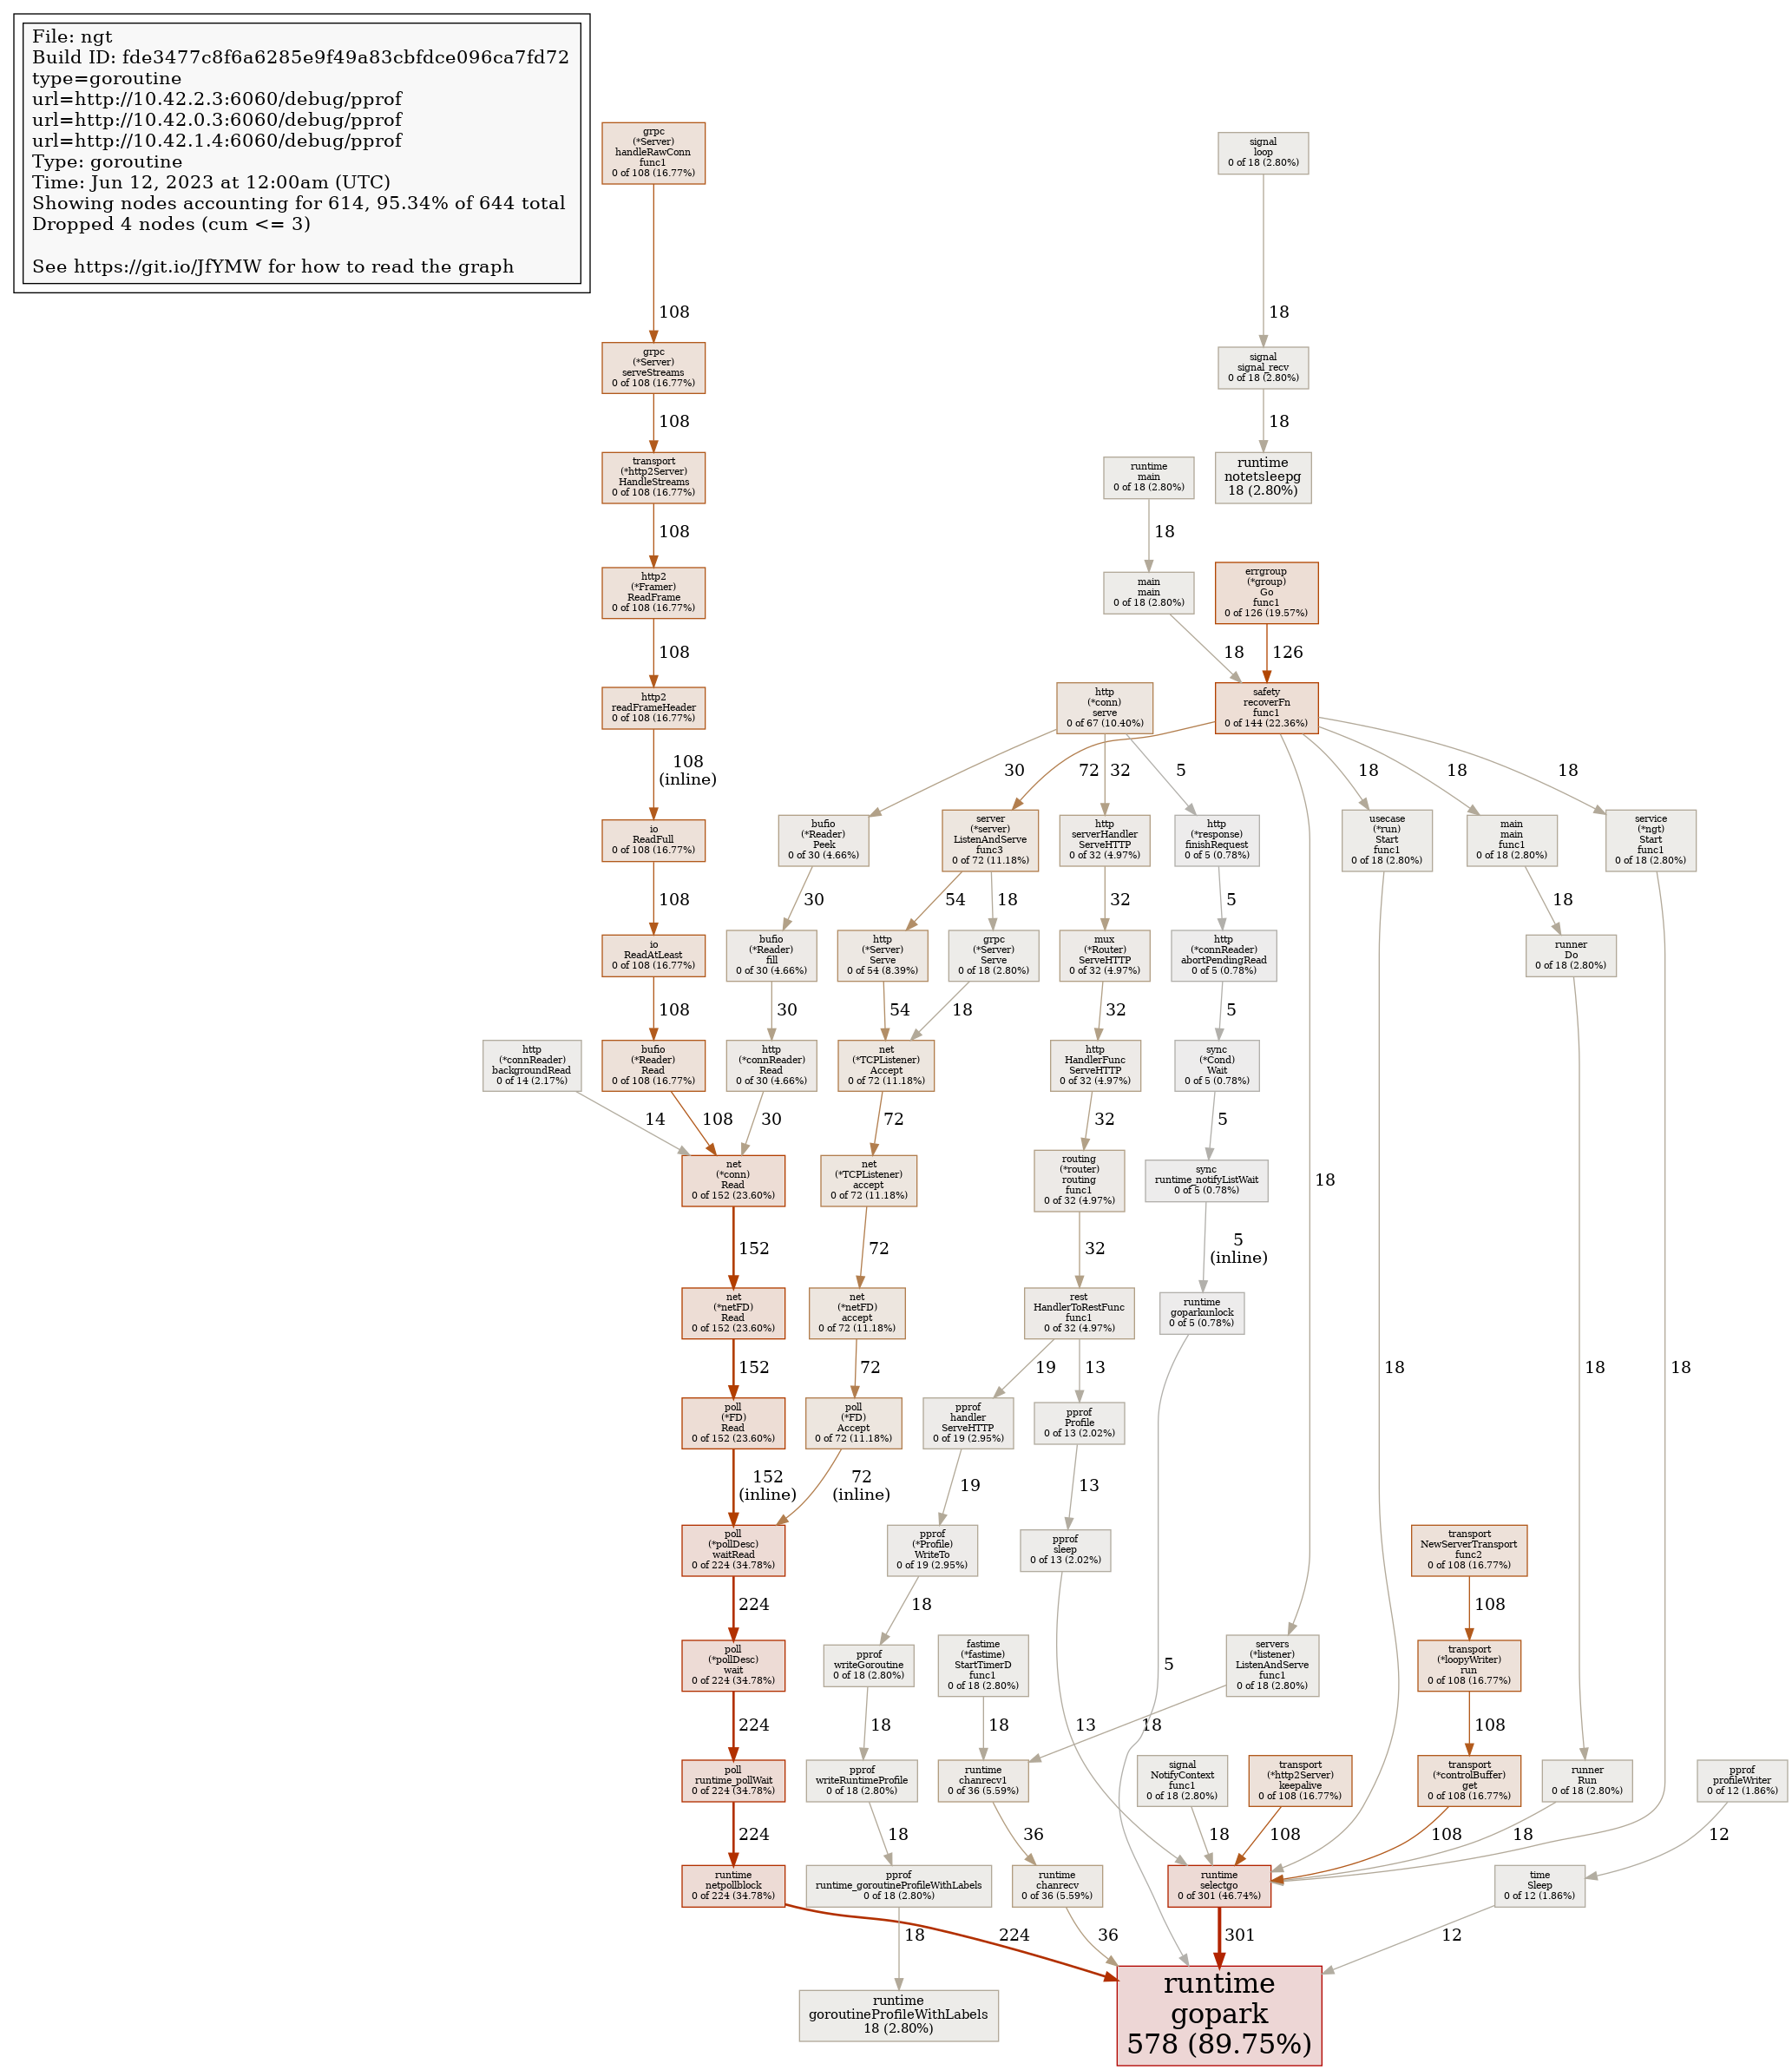 File: ngt
Build ID: fde3477c8f6a6285e9f49a83cbfdce096ca7fd72
type=goroutine
url=http://10.42.2.3:6060/debug/pprof
url=http://10.42.0.3:6060/debug/pprof
url=http://10.42.1.4:6060/debug/pprof
Type: goroutine
Time: Jun 12, 2023 at 12:00am (UTC)
Showing nodes accounting for 614, 95.34% of 644 total
Dropped 4 nodes (cum <= 3)
See https://git.io/JfYMW for how to read the graph
grpc
(*Server)
handleRawConn
func1
0 of 108 (16.77%)
signal
loop
0 of 18 (2.80%)
108
18
grpc
(*Server)
serveStreams
0 of 108 (16.77%)
signal
signal_recv
0 of 18 (2.80%)
108
18
transport
(*http2Server)
HandleStreams
0 of 108 (16.77%)
runtime
main
0 of 18 (2.80%)
runtime
notetsleepg
18 (2.80%)
108
18
http2
(*Framer)
ReadFrame
0 of 108 (16.77%)
main
main
0 of 18 (2.80%)
errgroup
(*group)
Go
func1
0 of 126 (19.57%)
108
18
126
http2
readFrameHeader
0 of 108 (16.77%)
http
(*conn)
serve
0 of 67 (10.40%)
safety
recoverFn
func1
0 of 144 (22.36%)
108
(inline)
30
72
32
5
18
18
18
18
io
ReadFull
0 of 108 (16.77%)
bufio
(*Reader)
Peek
0 of 30 (4.66%)
server
(*server)
ListenAndServe
func3
0 of 72 (11.18%)
http
serverHandler
ServeHTTP
0 of 32 (4.97%)
http
(*response)
finishRequest
0 of 5 (0.78%)
usecase
(*run)
Start
func1
0 of 18 (2.80%)
main
main
func1
0 of 18 (2.80%)
service
(*ngt)
Start
func1
0 of 18 (2.80%)
108
30
54
18
32
5
18
io
ReadAtLeast
0 of 108 (16.77%)
bufio
(*Reader)
fill
0 of 30 (4.66%)
http
(*Server)
Serve
0 of 54 (8.39%)
grpc
(*Server)
Serve
0 of 18 (2.80%)
mux
(*Router)
ServeHTTP
0 of 32 (4.97%)
http
(*connReader)
abortPendingRead
0 of 5 (0.78%)
runner
Do
0 of 18 (2.80%)
108
30
54
18
32
5
http
(*connReader)
backgroundRead
0 of 14 (2.17%)
bufio
(*Reader)
Read
0 of 108 (16.77%)
http
(*connReader)
Read
0 of 30 (4.66%)
net
(*TCPListener)
Accept
0 of 72 (11.18%)
http
HandlerFunc
ServeHTTP
0 of 32 (4.97%)
sync
(*Cond)
Wait
0 of 5 (0.78%)
14
108
30
72
32
5
net
(*conn)
Read
0 of 152 (23.60%)
net
(*TCPListener)
accept
0 of 72 (11.18%)
routing
(*router)
routing
func1
0 of 32 (4.97%)
sync
runtime_notifyListWait
0 of 5 (0.78%)
152
72
32
5
(inline)
net
(*netFD)
Read
0 of 152 (23.60%)
net
(*netFD)
accept
0 of 72 (11.18%)
rest
HandlerToRestFunc
func1
0 of 32 (4.97%)
runtime
goparkunlock
0 of 5 (0.78%)
152
72
19
13
18
18
18
poll
(*FD)
Read
0 of 152 (23.60%)
poll
(*FD)
Accept
0 of 72 (11.18%)
pprof
handler
ServeHTTP
0 of 19 (2.95%)
pprof
Profile
0 of 13 (2.02%)
152
(inline)
72
(inline)
19
13
poll
(*pollDesc)
waitRead
0 of 224 (34.78%)
pprof
(*Profile)
WriteTo
0 of 19 (2.95%)
pprof
sleep
0 of 13 (2.02%)
transport
NewServerTransport
func2
0 of 108 (16.77%)
224
18
108
poll
(*pollDesc)
wait
0 of 224 (34.78%)
pprof
writeGoroutine
0 of 18 (2.80%)
fastime
(*fastime)
StartTimerD
func1
0 of 18 (2.80%)
5
servers
(*listener)
ListenAndServe
func1
0 of 18 (2.80%)
transport
(*loopyWriter)
run
0 of 108 (16.77%)
224
18
18
13
18
108
poll
runtime_pollWait
0 of 224 (34.78%)
pprof
writeRuntimeProfile
0 of 18 (2.80%)
runtime
chanrecv1
0 of 36 (5.59%)
signal
NotifyContext
func1
0 of 18 (2.80%)
transport
(*http2Server)
keepalive
0 of 108 (16.77%)
transport
(*controlBuffer)
get
0 of 108 (16.77%)
runner
Run
0 of 18 (2.80%)
pprof
profileWriter
0 of 12 (1.86%)
224
18
36
18
108
108
18
12
runtime
netpollblock
0 of 224 (34.78%)
pprof
runtime_goroutineProfileWithLabels
0 of 18 (2.80%)
runtime
chanrecv
0 of 36 (5.59%)
runtime
selectgo
0 of 301 (46.74%)
time
Sleep
0 of 12 (1.86%)
18
224
36
301
12
runtime
goroutineProfileWithLabels
18 (2.80%)
runtime
gopark
578 (89.75%)
18